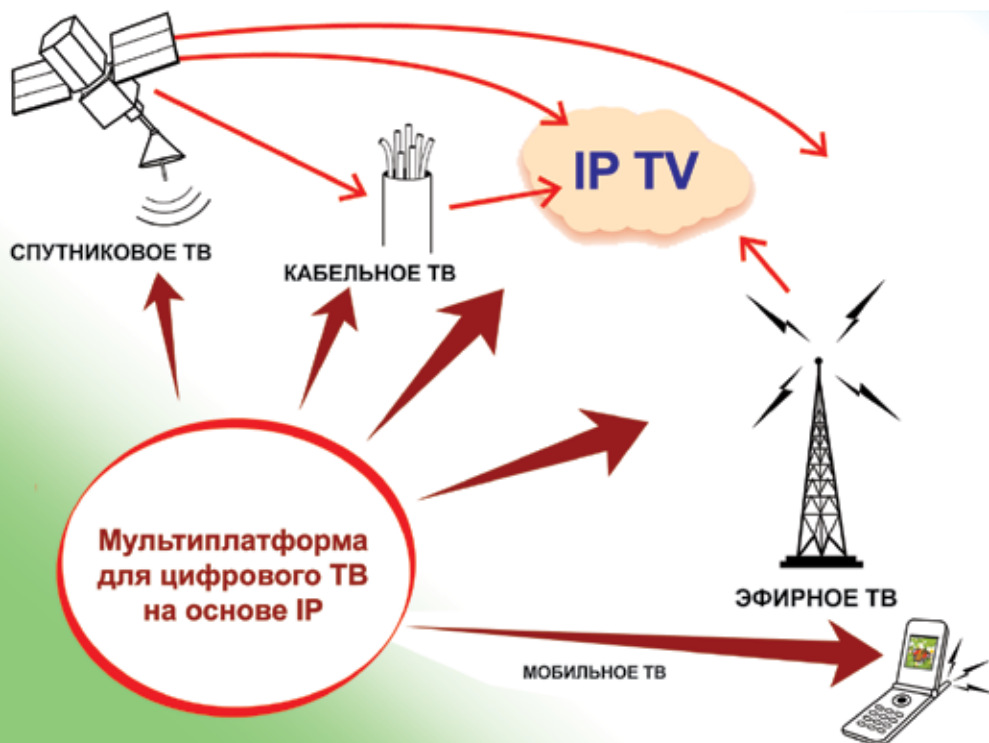 IP TV
СПУТНИКОВОЕ ТВ
КАБЕЛЬНОЕ ТВ
Мультиплатформа
для цифрового ТВ
на основе IP
ЭФИРНОЕ ТВ
МОБИЛЬНОЕ ТВ